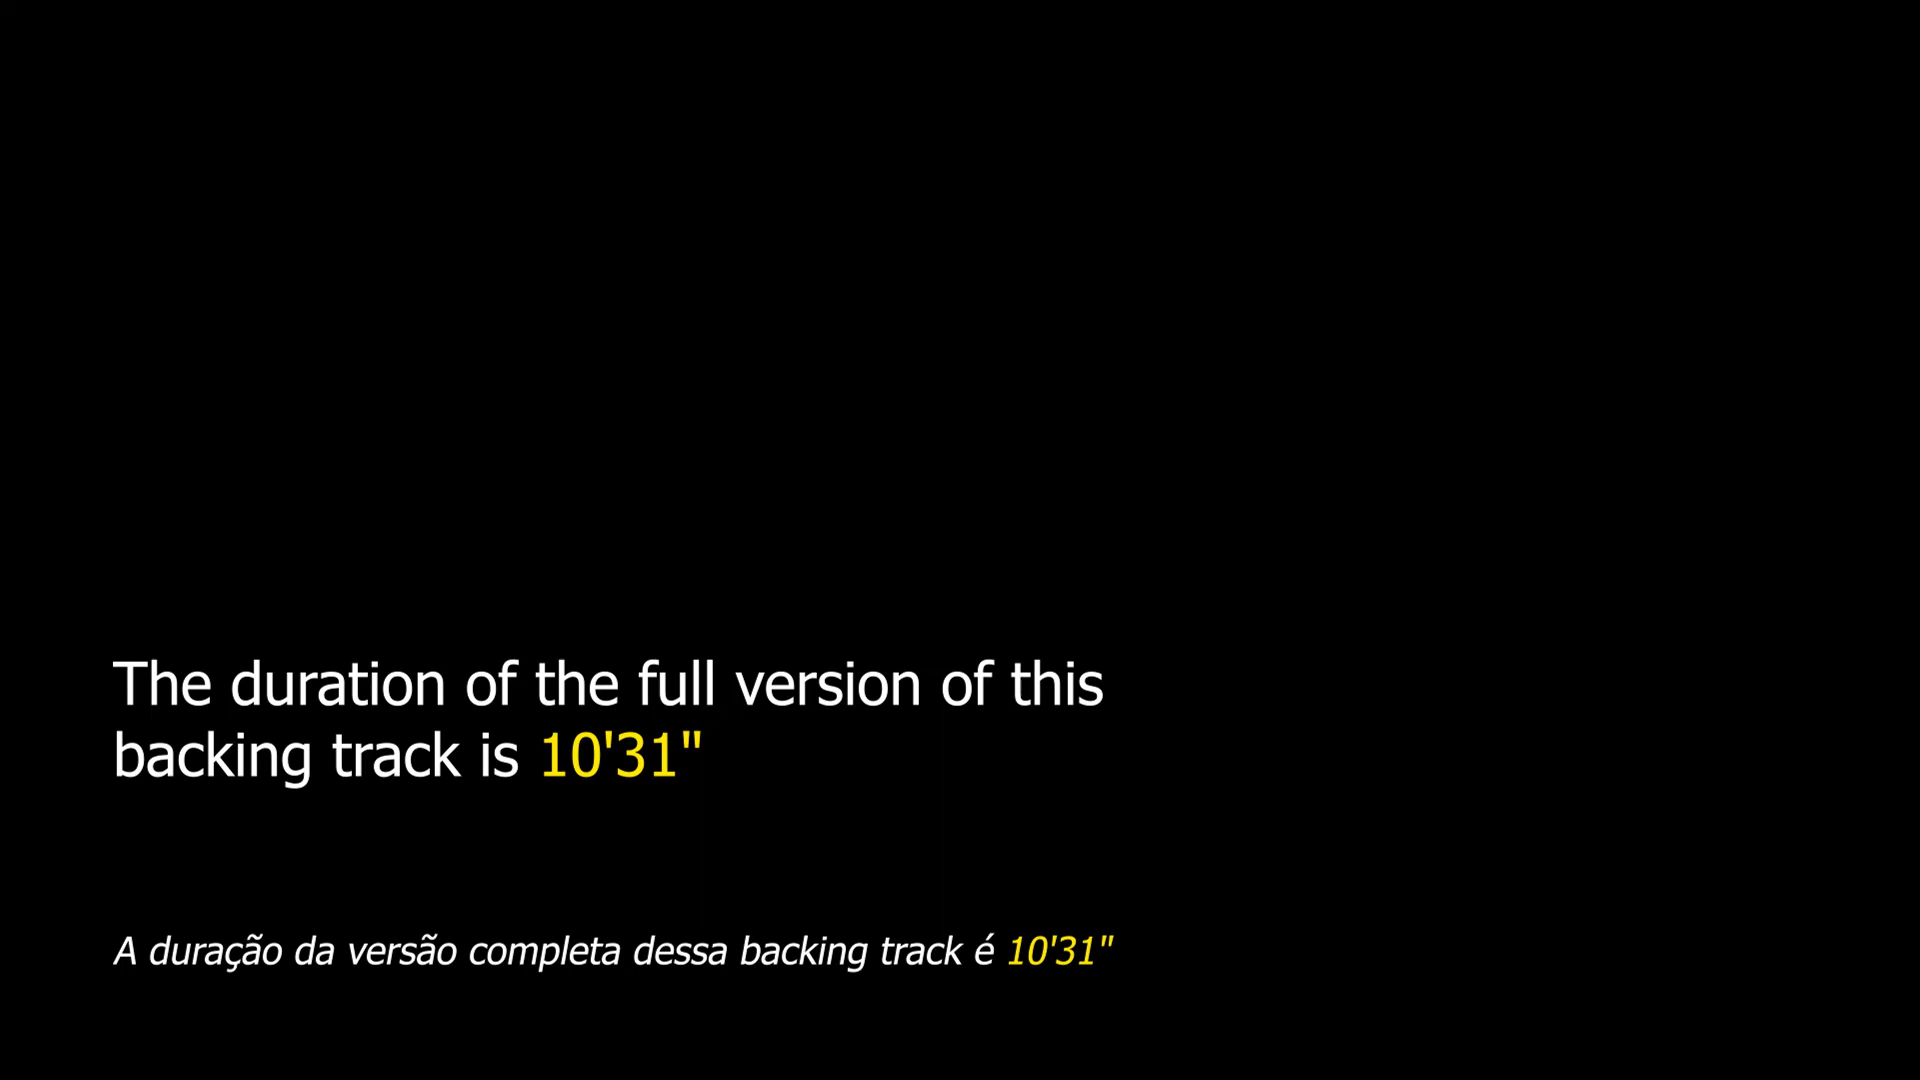 The duration of the full version of this
backing track is 10'31"
A duração da versão completa dessa backing track é 10'31"